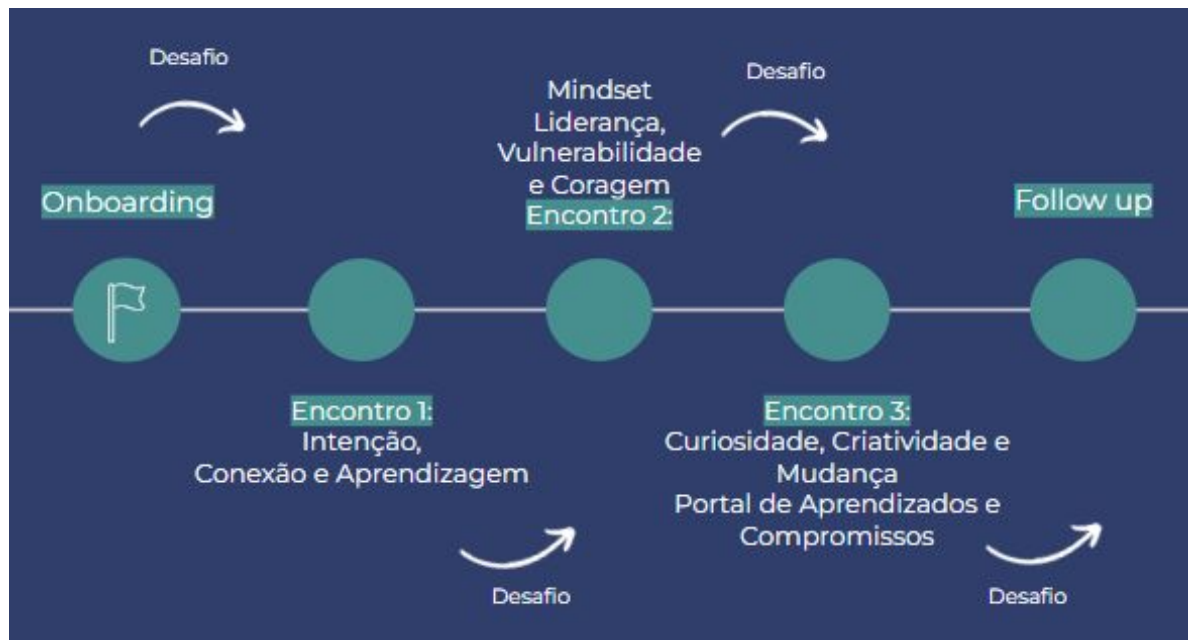 Desafio
Onboarding
Encontro 1:
Intenção,
Conexão e Aprendizagem
Desafio
Mindset
Liderança,
Vulnerabilidade
e Coragem
Encontro 2:
Desafio
Encontro 3:
Curiosidade, Criatividade e
Mudança
Portal de Aprendizados e
Compromissos
Desafio
Follow up